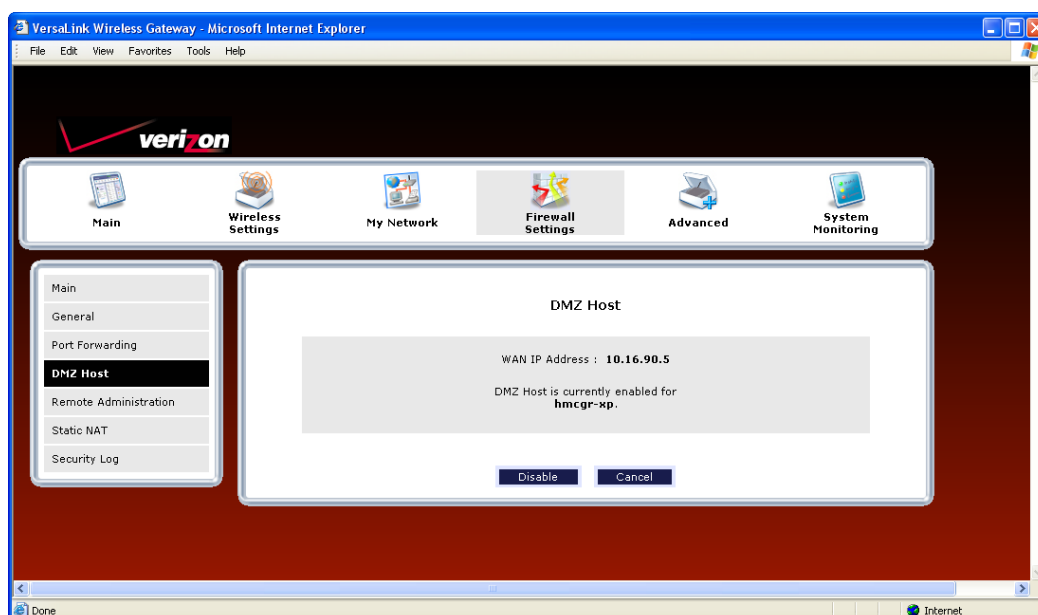 VersaLink Wireless Gateway - Microsoft Internet Explorer
File Edit View Favorites Tools Help
verizon
Main
Wireless
Settings
My Network
Firewall
Settings
Advanced
System
Monitoring
Main
General
Port Forwarding
DMZ Host
Remote Administration
Static NAT
Security Log
DMZ Host
WAN IP Address : 10.16.90.5
DMZ Host is currently enabled for
hmcgr-xp.
Disable Cancel
Done Internet